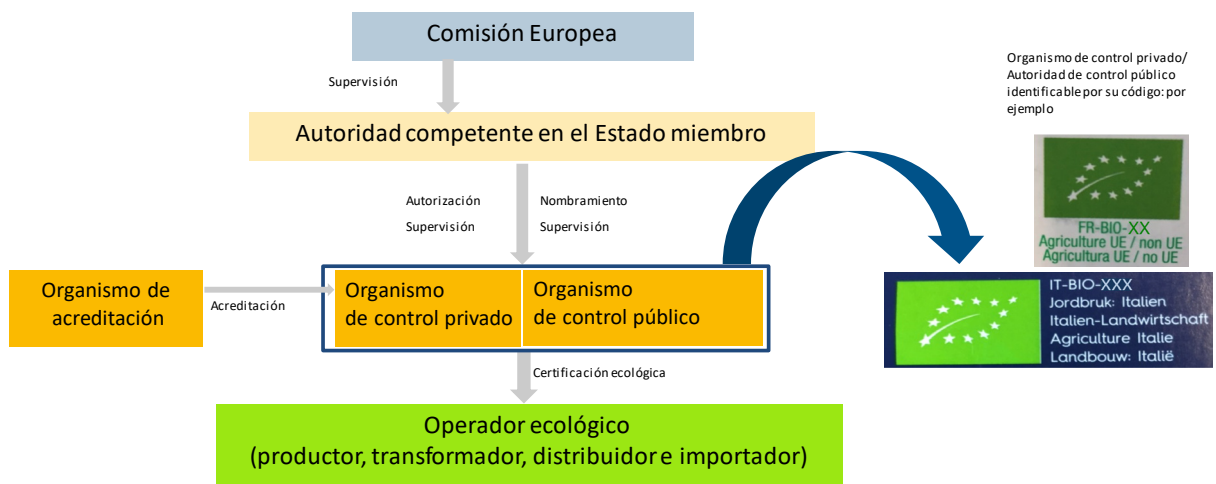 Comisión Europea
Organismo de control privado/
Autoridad de control público
identificable por su código: por
ejemplo
Supervisión
Autoridad competente en el Estado miembro
Autorización
Supervisión
Nombramiento
Supervisión
FR-BIO-XX
Agriculture UE / non UE
Agricultura UE / no UE
Organismo de
acreditación
Acreditación
Organismo
de control privado
Organismo
de control público
IT-BIO-XXX
Jordbruk: Italien
Italien-Landwirtschaft
Agriculture Italie
Landbouw: Italië
Certificación ecológica
Operador ecológico
(productor, transformador, distribuidor e importador)